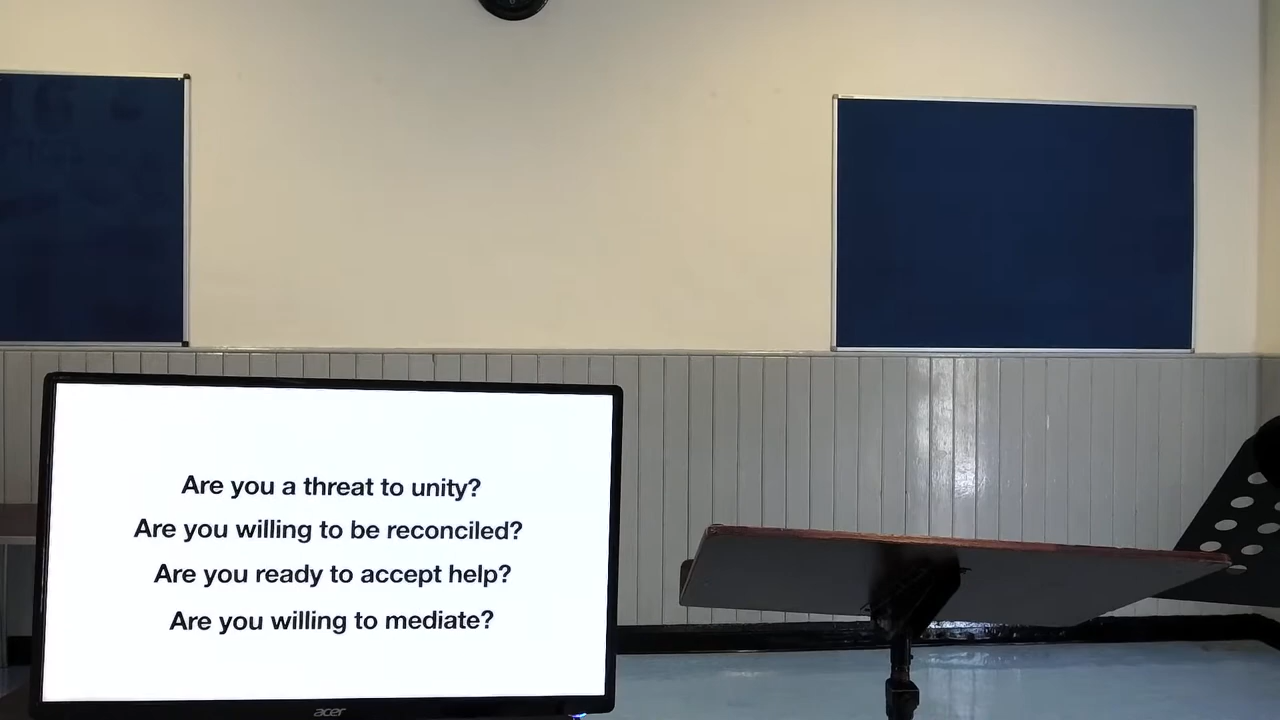 Are you a threat to unity?
Are you willing to be reconciled?
Are you ready to accept help?
Are you willing to mediate?
acer